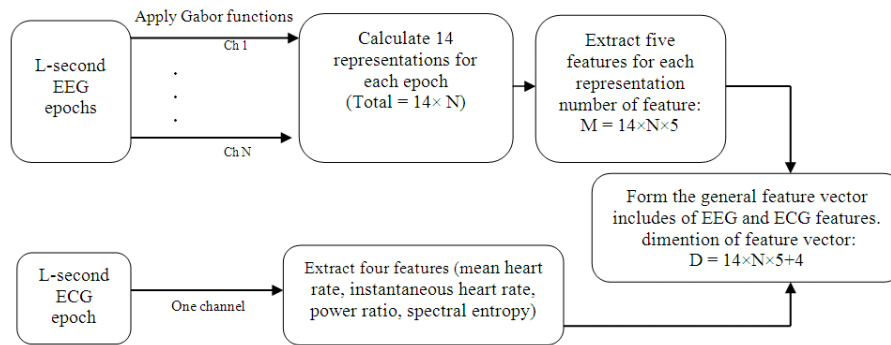 Apply Gabor functions
L-second
EEG
epochs
Ch 1
Ch N
Calculate 14
representations for
each epoch
(Total = 14× N)
Extract five
features for each
representation
number of feature:
M = 14×N×5
Form the general feature vector
includes of EEG and ECG features.
dimention of feature vector:
D = 14×N×5+4
L-second
ECG
epoch
One channel
Extract four features (mean heart
rate, instantaneous heart rate,
power ratio, spectral entropy)